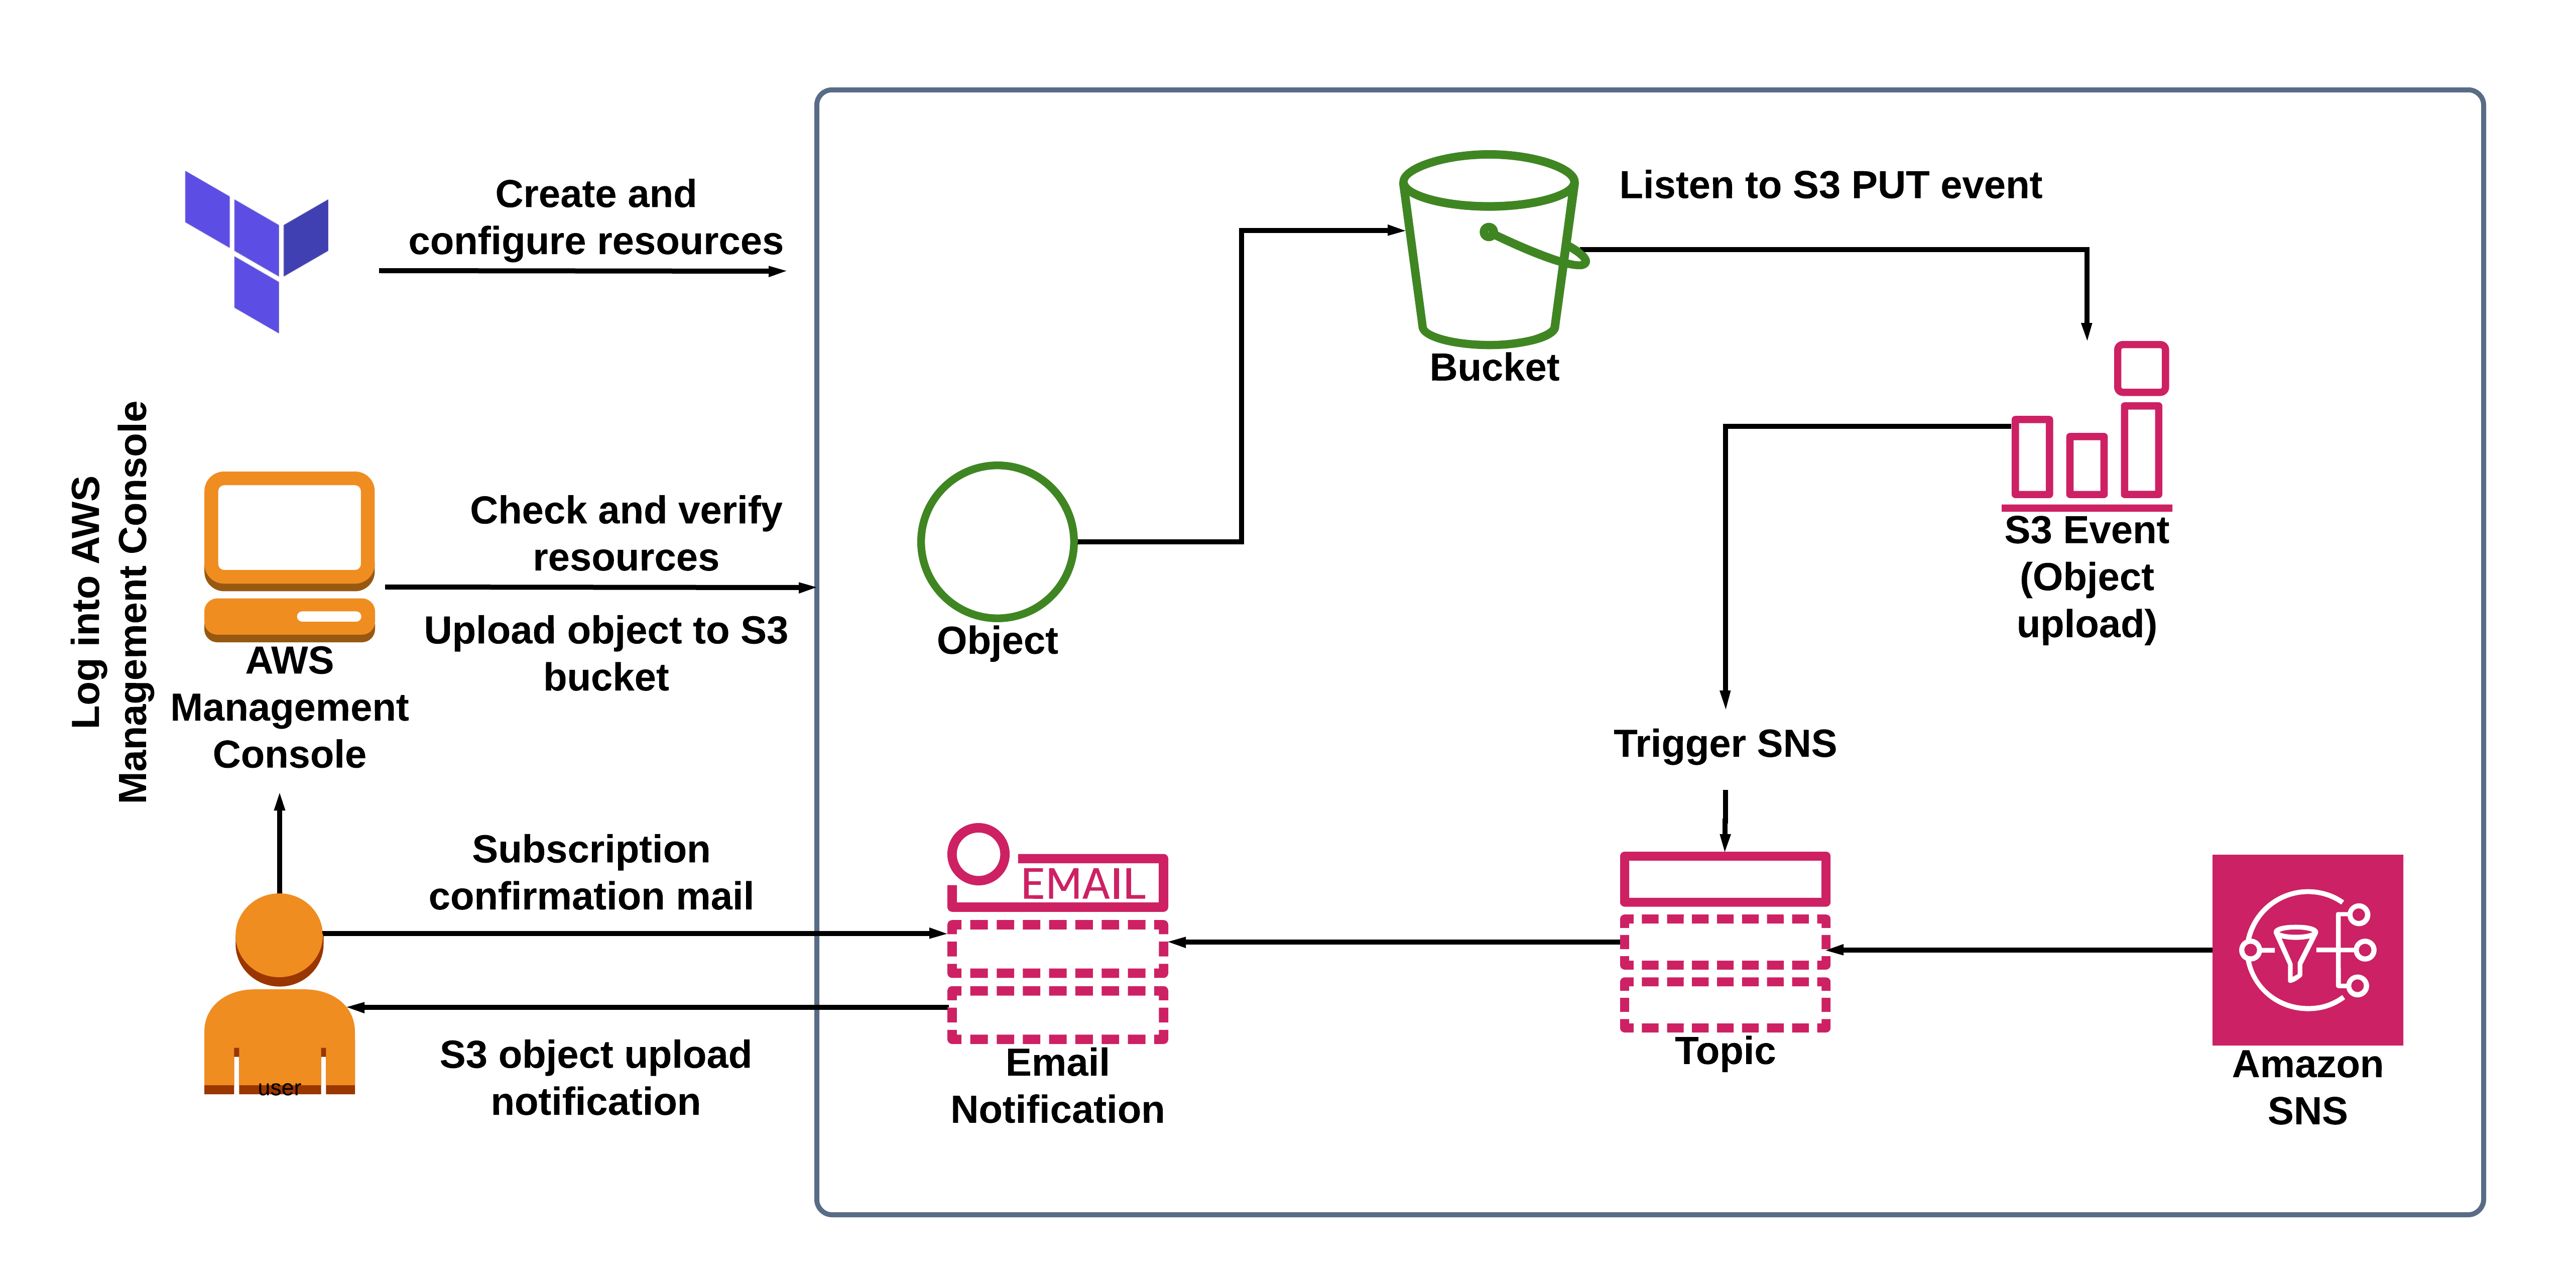 Create and
configure resources
Listen to S3 PUT event
Bucket
Log into AWS
Management Console
Check and verify
resources
Upload object to S3
bucket
AWS
Management
Console
Object
S3 Event
(Object
upload)
Trigger SNS
Subscription
confirmation mail
EMAIL
S3 object upload
notification
user
Email
Notification
Topic
Amazon
SNS